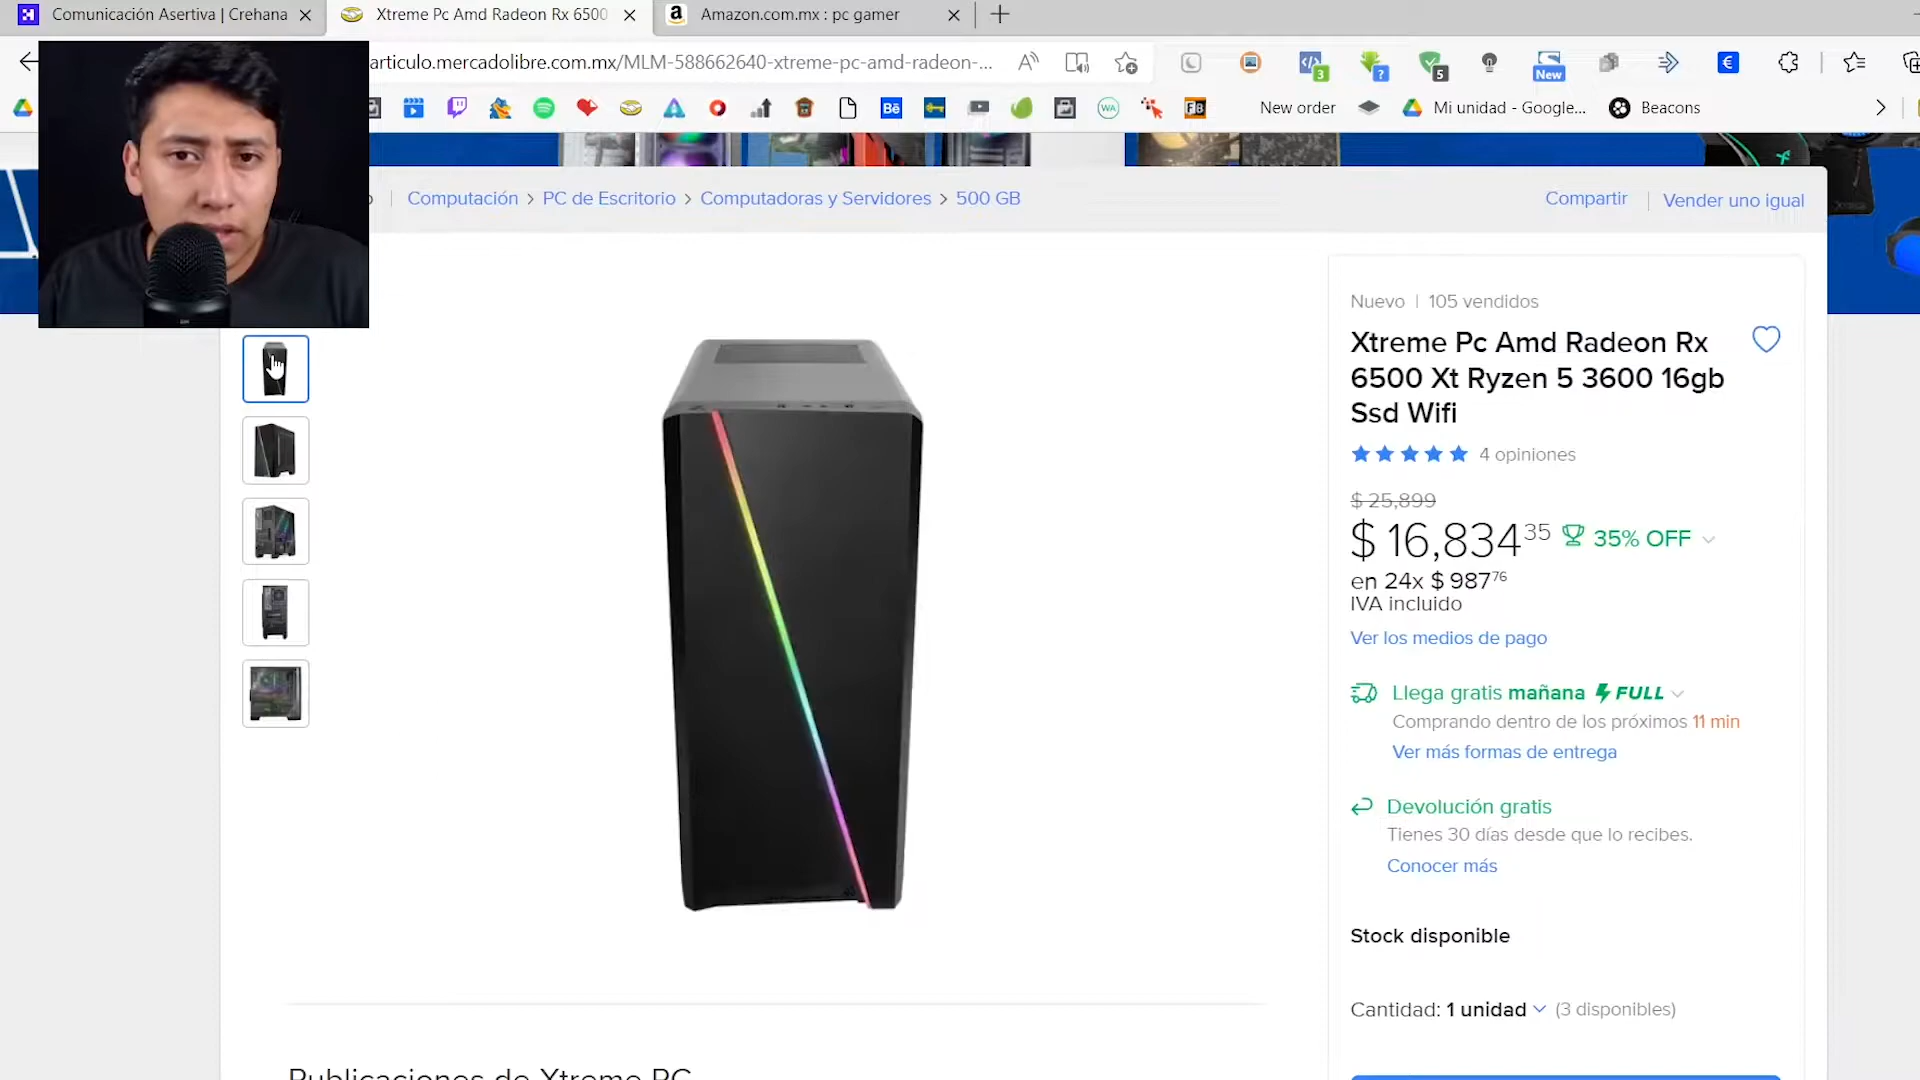 Comunicación Asertiva | Crehana
Xtreme Pc Amd Radeon Rx 6500
Amazon.com.mx : pc gamer
articulo.mercadolibre.com.mx/MLM-588662640-xtreme-pc-amd-radeon-...
3
?
5
New
New order
Mi unidad - Google...
Beacons
Computación > PC de Escritorio > Computadoras y Servidores > 500 GB
Compartir | Vender uno igual
Nuevo | 105 vendidos
Xtreme Pc Amd Radeon Rx
6500 Xt Ryzen 5 3600 16gb
Ssd Wifi
4 opiniones
$ 25,899
$ 16,834 35 35% OFF
en 24x $ 987 76
IVA incluido
Ver los medios de pago
Llega gratis mañana FULL
Comprando dentro de los próximos 11 min
Ver más formas de entrega
Devolución gratis
Tienes 30 días desde que lo recibes.
Conocer más
Stock disponible
Cantidad: 1 unidad (3 disponibles)
Publicaciones de Xtreme PC